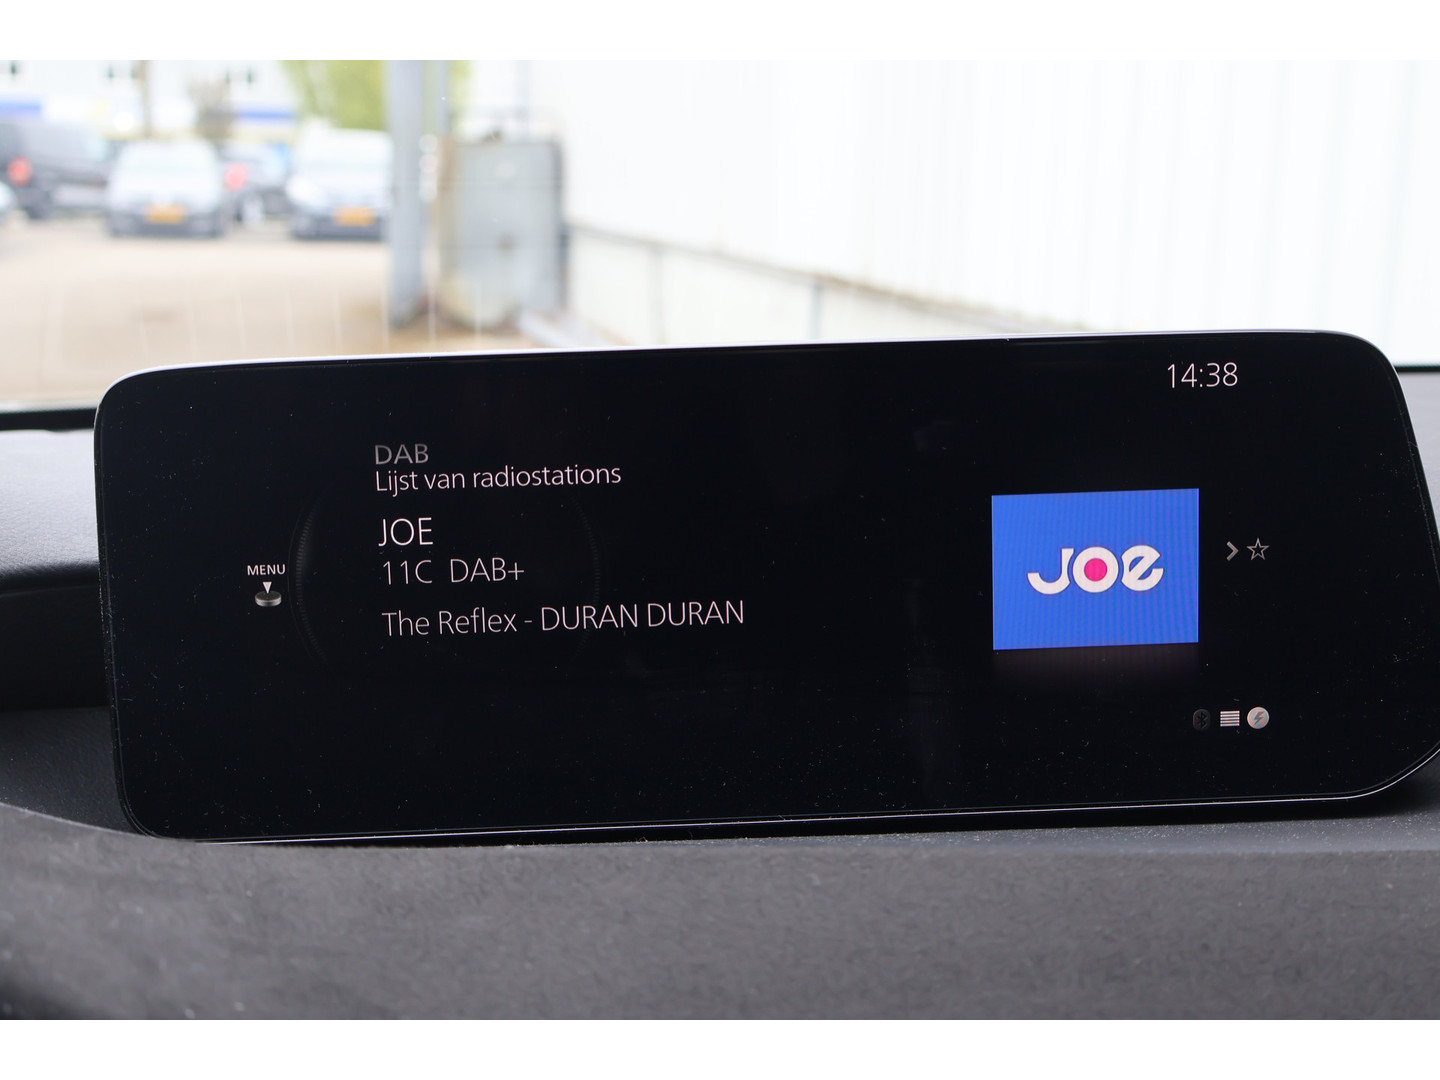 14:38
DAB
Lijst van radiostations
JOE
11C DAB+
The Reflex - DURAN DURAN
MENU
JOe